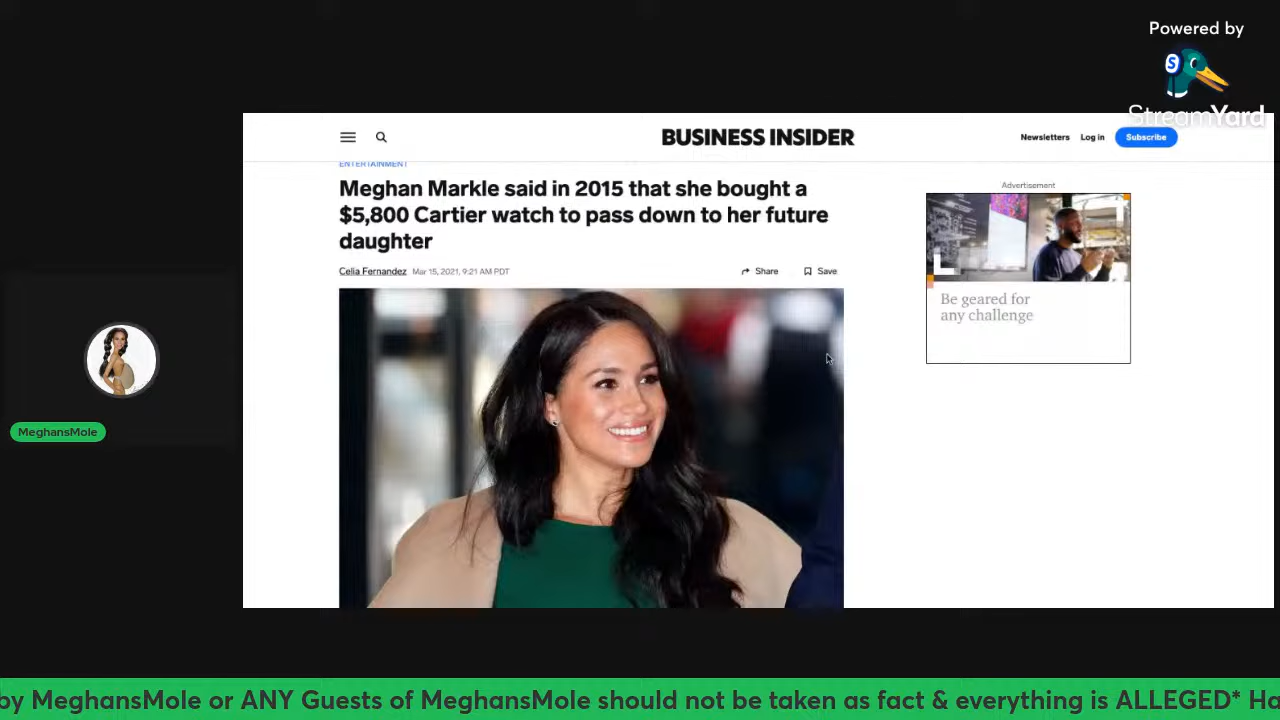 Powered by
S
StreamYard
BUSINESS INSIDER
Newsletters Log in Subscribe
ENTERTAINMENT
Meghan Markle said in 2015 that she bought a
$5,800 Cartier watch to pass down to her future
daughter
Celia Fernandez Mar 15, 2021, 9:21 AM PDT
Share Save
Advertisement
Be geared for
any challenge
MeghansMole
by MeghansMole or ANY Guests of MeghansMole should not be taken as fact & everything is ALLEGED* Ha